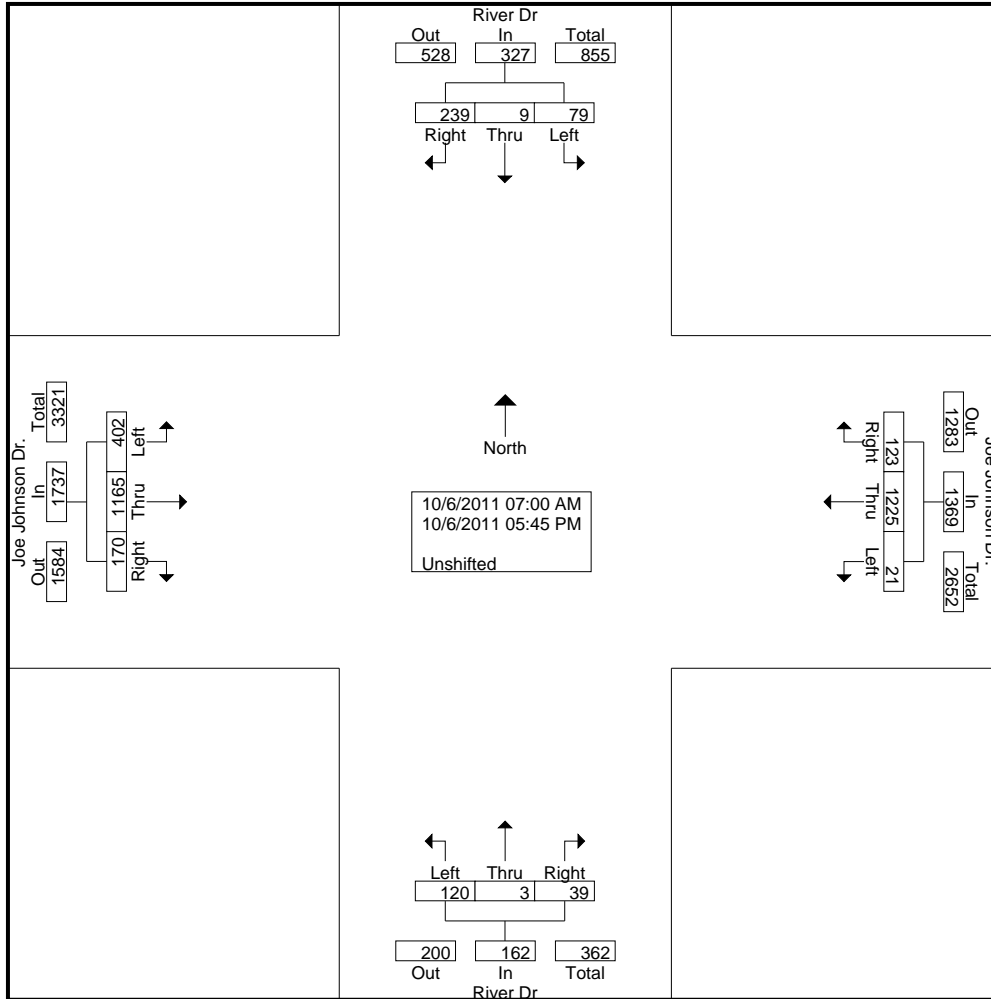 River Dr
Out In Total
528 327 855
239 9 79
Right Thru Left
Joe Johnson Dr.
Out In Total
1584 1737 3321
402 1165 170
Left Thru Right
North
10/6/2011 07:00 AM
10/6/2011 05:45 PM
Unshifted
Joe Johnson Dr.
Out In Total
1283 1369 2652
123 1225 21
Right Thru Left
Left Thru Right
120 3 39
200 162 362
Out In Total
River Dr